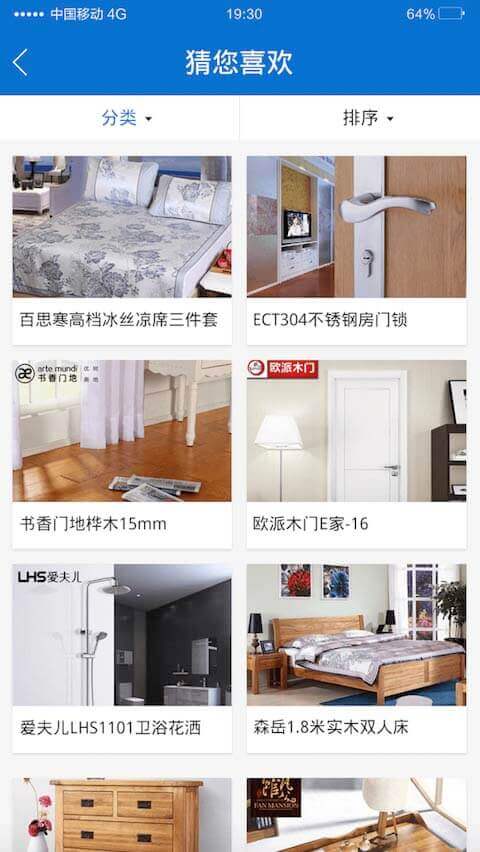 中国移动 4G 19:30 64%
猜您喜欢
分类 排序
百思寒高档冰丝凉席三件套
ECT304不锈钢房门锁
arte mundi
书香门地
优树
美地
欧派木门
书香门地桦木15mm
欧派木门E家-16
LHS爱夫儿
爱夫儿LHS1101卫浴花洒
森岳1.8米实木双人床
FAN MANSION